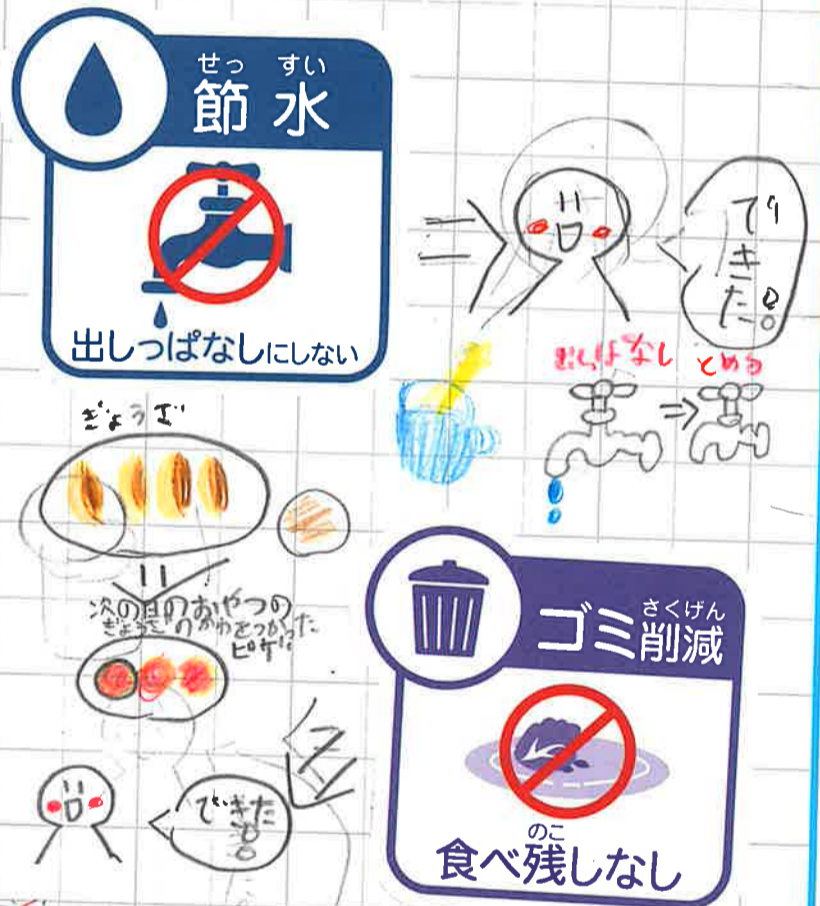 せっ すい
節水
出しっぱなしにしない
できた。
出しぱなし とめる
ぎょうざ
次の日のおやつの
ぎょうざのかわをつかった
ピザ
できた。
さくげん
ゴミ削減
のこ
食べ残しなし